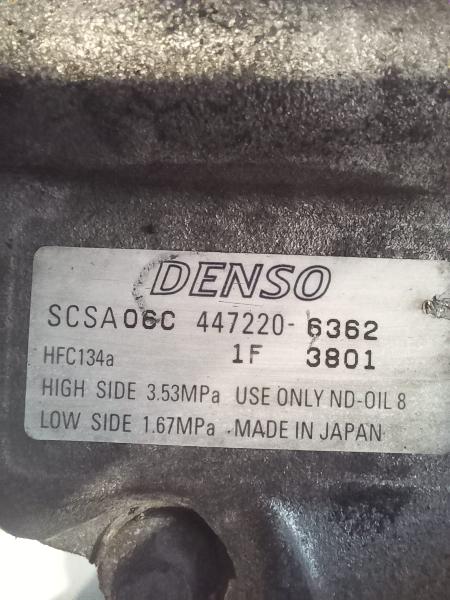 DENSO
SCSA06C 447220-6362
HFC134a 1F 3801
HIGH SIDE 3.53MPa USE ONLY ND-OIL 8
LOW SIDE 1.67MPa MADE IN JAPAN